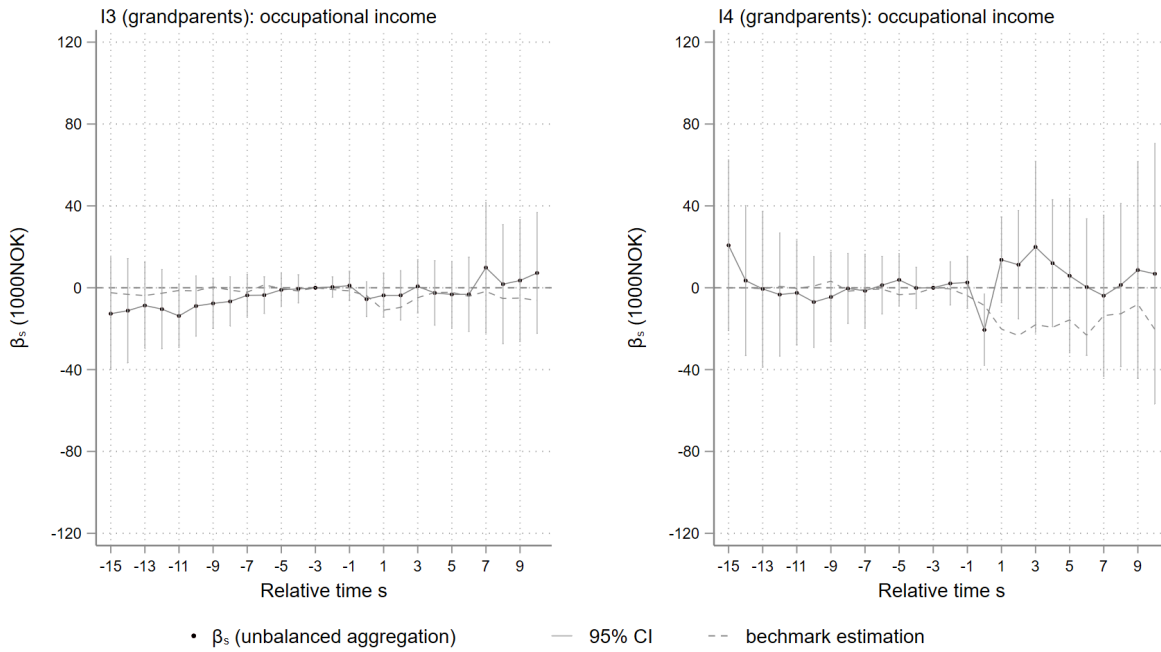 I3 (grandparents): occupational income
120
80
40
0
-40
-80
-120
βₛ (1000NOK)
-15 -13 -11 -9 -7 -5 -3 -1 1 3 5 7 9
Relative time s
I4 (grandparents): occupational income
120
80
40
0
-40
-80
-120
βₛ (1000NOK)
-15 -13 -11 -9 -7 -5 -3 -1 1 3 5 7 9
Relative time s
βₛ (unbalanced aggregation) 95% CI bechmark estimation